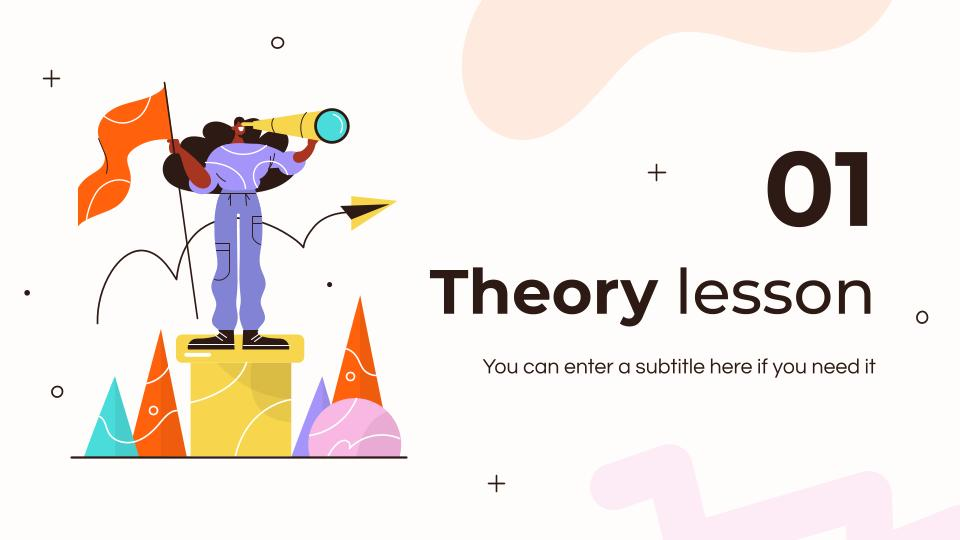 01
Theory lesson
You can enter a subtitle here if you need it